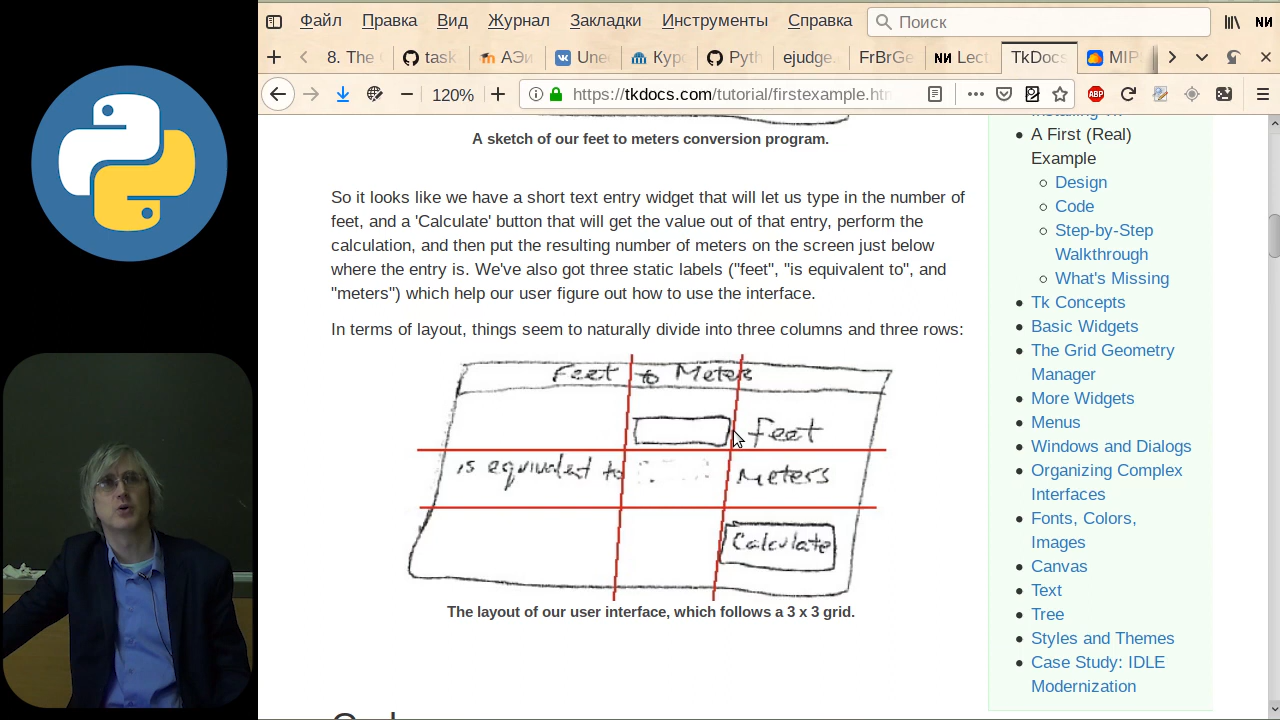 Файл Правка Вид Журнал Закладки Инструменты Справка Поиск
8. The task АЭи Une Курс Pyth ejudge. FrBrGe Lect TkDocs MIP
120% https://tkdocs.com/tutorial/firstexample.htm ABP
A sketch of our feet to meters conversion program.
So it looks like we have a short text entry widget that will let us type in the number of
feet, and a 'Calculate' button that will get the value out of that entry, perform the
calculation, and then put the resulting number of meters on the screen just below
where the entry is. We've also got three static labels ("feet", "is equivalent to", and
"meters") which help our user figure out how to use the interface.
In terms of layout, things seem to naturally divide into three columns and three rows:
Feet to Meters
feet
is equivalent to Meters
Calculate
The layout of our user interface, which follows a 3 x 3 grid.
Installing Tk
A First (Real)
Example
Design
Code
Step-by-Step
Walkthrough
What's Missing
Tk Concepts
Basic Widgets
The Grid Geometry
Manager
More Widgets
Menus
Windows and Dialogs
Organizing Complex
Interfaces
Fonts, Colors,
Images
Canvas
Text
Tree
Styles and Themes
Case Study: IDLE
Modernization